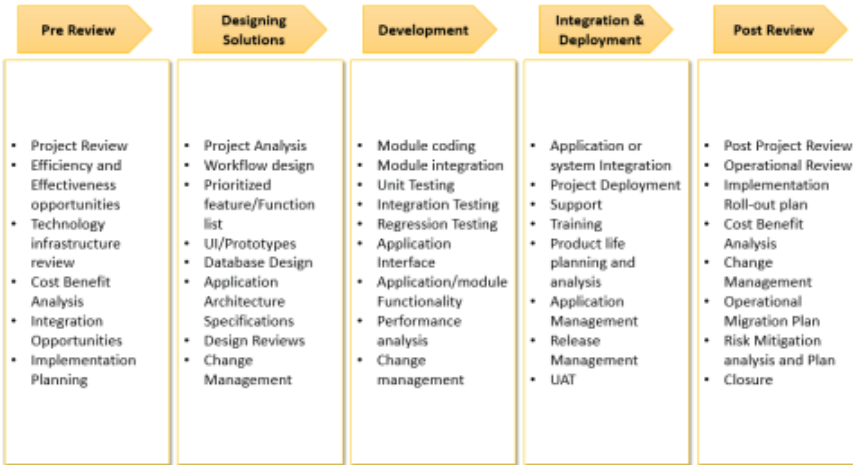 Pre Review
Designing
Solutions
Development
Integration &
Deployment
Post Review
• Project Review
• Efficiency and
Effectiveness
opportunities
• Technology
infrastructure
review
• Cost Benefit
Analysis
• Integration
Opportunities
• Implementation
Planning
• Project Analysis
• Workflow design
• Prioritized
feature/Function
list
• UI/Prototypes
• Database Design
• Application
Architecture
Specifications
• Design Reviews
• Change
Management
• Module coding
• Module integration
• Unit Testing
• Integration Testing
• Regression Testing
• Application
Interface
• Application/module
Functionality
• Performance
analysis
• Change
management
• Application or
system Integration
• Project Deployment
• Support
• Training
• Product life
planning and
analysis
• Application
Management
• Release
Management
• UAT
• Post Project Review
• Operational Review
• Implementation
Roll-out plan
• Cost Benefit
Analysis
• Change
Management
• Operational
Migration Plan
• Risk Mitigation
analysis and Plan
• Closure